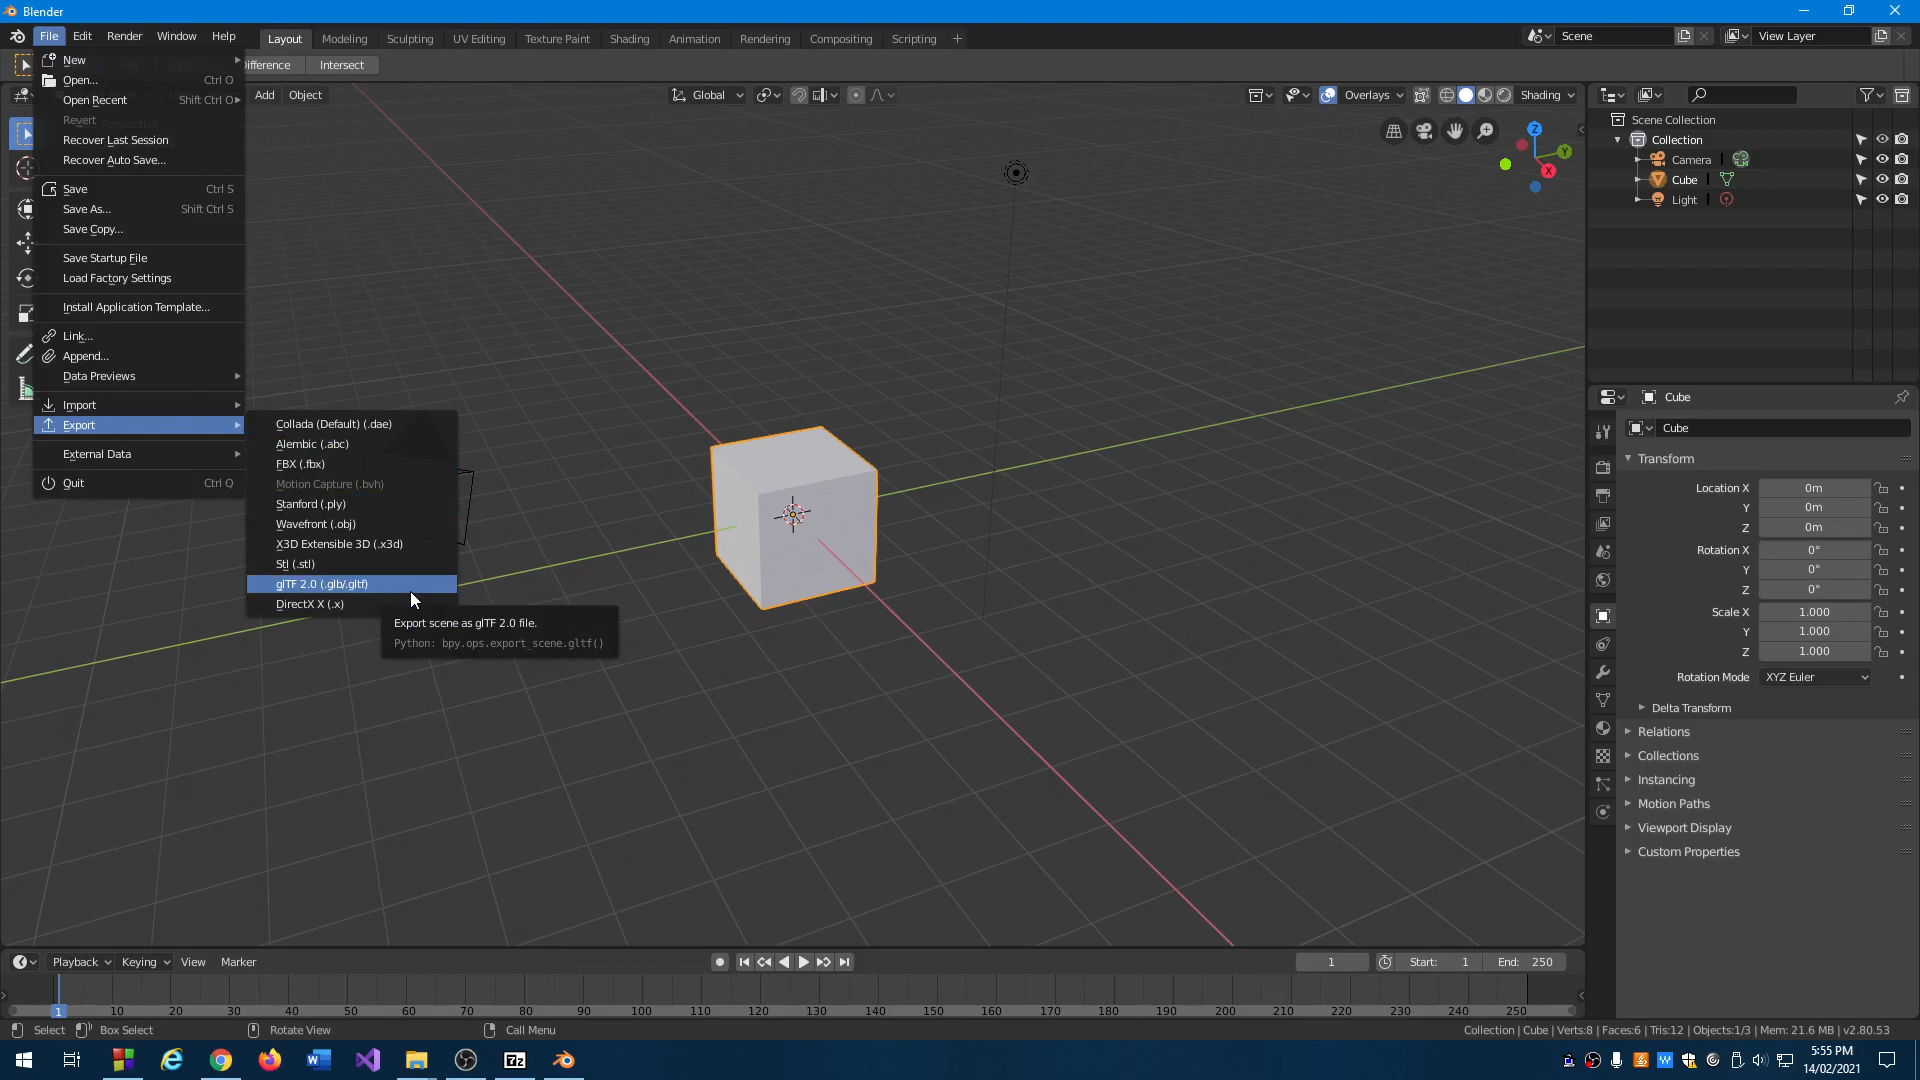 Blender
File Edit Render Window Help
Layout Modeling Sculpting UV Editing Texture Paint Shading Animation Rendering Compositing Scripting +
Scene
View Layer
New
ifference Intersect
Open... Ctrl O
Open Recent Shift Ctrl O
Revert
Recover Last Session
Recover Auto Save...
Save Ctrl S
Save As... Shift Ctrl S
Save Copy...
Save Startup File
Load Factory Settings
Install Application Template...
Link...
Append...
Data Previews
Import
Export
External Data
Quit Ctrl Q
Collada (Default) (.dae)
Alembic (.abc)
FBX (.fbx)
Motion Capture (.bvh)
Stanford (.ply)
Wavefront (.obj)
X3D Extensible 3D (.x3d)
Stl (.stl)
glTF 2.0 (.glb/.gltf)
DirectX X (.x)
Export scene as glTF 2.0 file.
Python: bpy.ops.export_scene.gltf()
Add Object
Global
Overlays
Shading
Z
Y
X
Scene Collection
Collection
Camera
Cube
Light
Cube
Cube
Transform
Location X 0m
Y 0m
Z 0m
Rotation X 0°
Y 0°
Z 0°
Scale X 1.000
Y 1.000
Z 1.000
Rotation Mode XYZ Euler
Delta Transform
Relations
Collections
Instancing
Motion Paths
Viewport Display
Custom Properties
Playback Keying View Marker
1 Start: 1 End: 250
1 10 20 30 40 50 60 70 80 90 100 110 120 130 140 150 160 170 180 190 200 210 220 230 240 250
Select Box Select Rotate View Call Menu
Collection | Cube | Verts:8 | Faces:6 | Tris:12 | Objects:1/3 | Mem: 21.6 MB | v2.80.53
7z
5:55 PM
14/02/2021